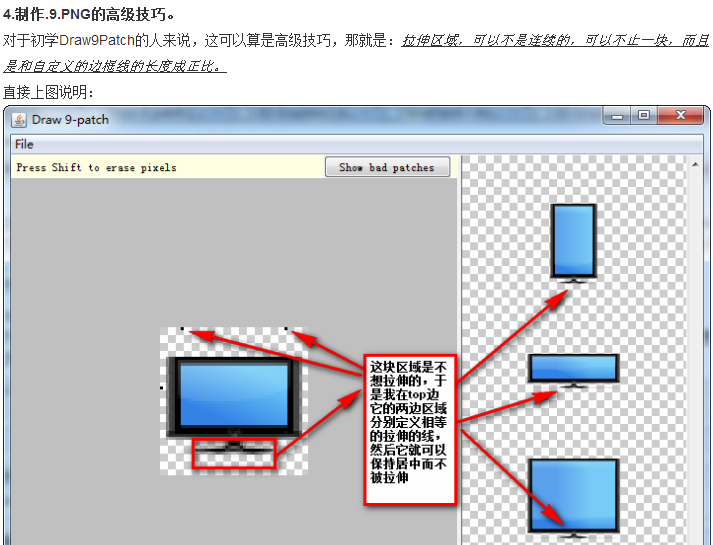 4.制作.9.PNG的高级技巧。
对于初学Draw9Patch的人来说，这可以算是高级技巧，那就是：拉伸区域，可以不是连续的，可以不止一块，而且
是和自定义的边框线的长度成正比。
直接上图说明：
Draw 9-patch
File
Press Shift to erase pixels
Show bad patches
这块区域是不
想拉伸的，于
是我在top边
它的两边区域
分别定义相等
的拉伸的线，
然后它就可以
保持居中而不
被拉伸